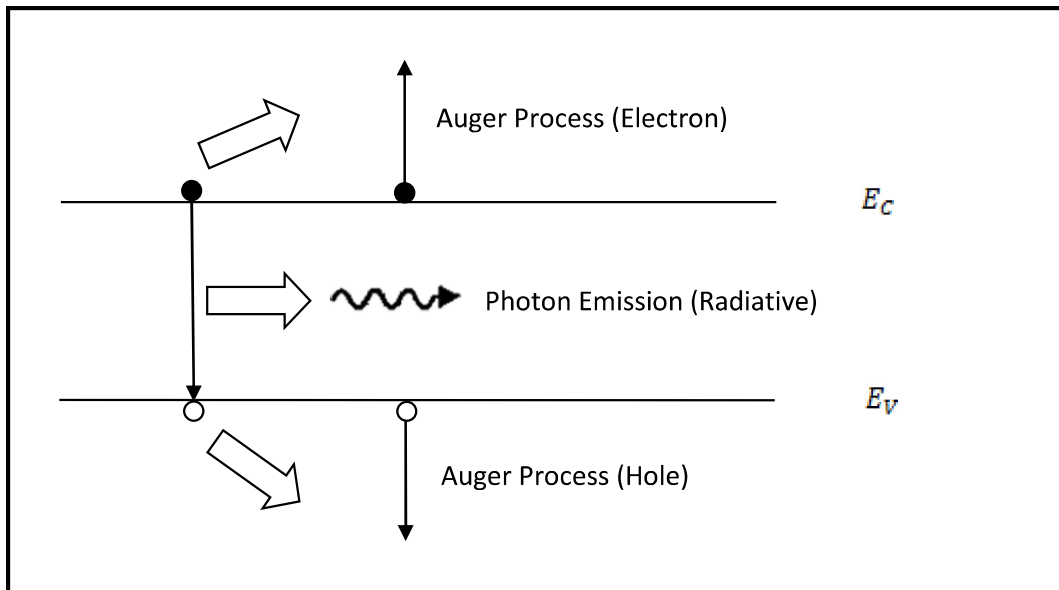 Auger Process (Electron)
E_C
Photon Emission (Radiative)
E_V
Auger Process (Hole)